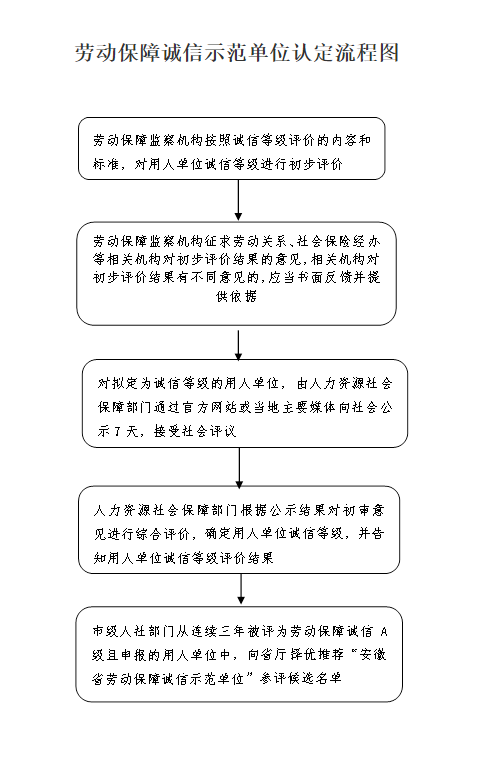 劳动保障诚信示范单位认定流程图
劳动保障监察机构按照诚信等级评价的内容和
标准，对用人单位诚信等级进行初步评价
劳动保障监察机构征求劳动关系、社会保险经办
等相关机构对初步评价结果的意见，相关机构对
初步评价结果有不同意见的，应当书面反馈并提
供依据
对拟定为诚信等级的用人单位，由人力资源社会
保障部门通过官方网站或当地主要媒体向社会公
示7天，接受社会评议
人力资源社会保障部门根据公示结果对初审意
见进行综合评价，确定用人单位诚信等级，并告
知用人单位诚信等级评价结果
市级人社部门从连续三年被评为劳动保障诚信 A
级且申报的用人单位中，向省厅择优推荐“安徽
省劳动保障诚信示范单位”参评候选名单